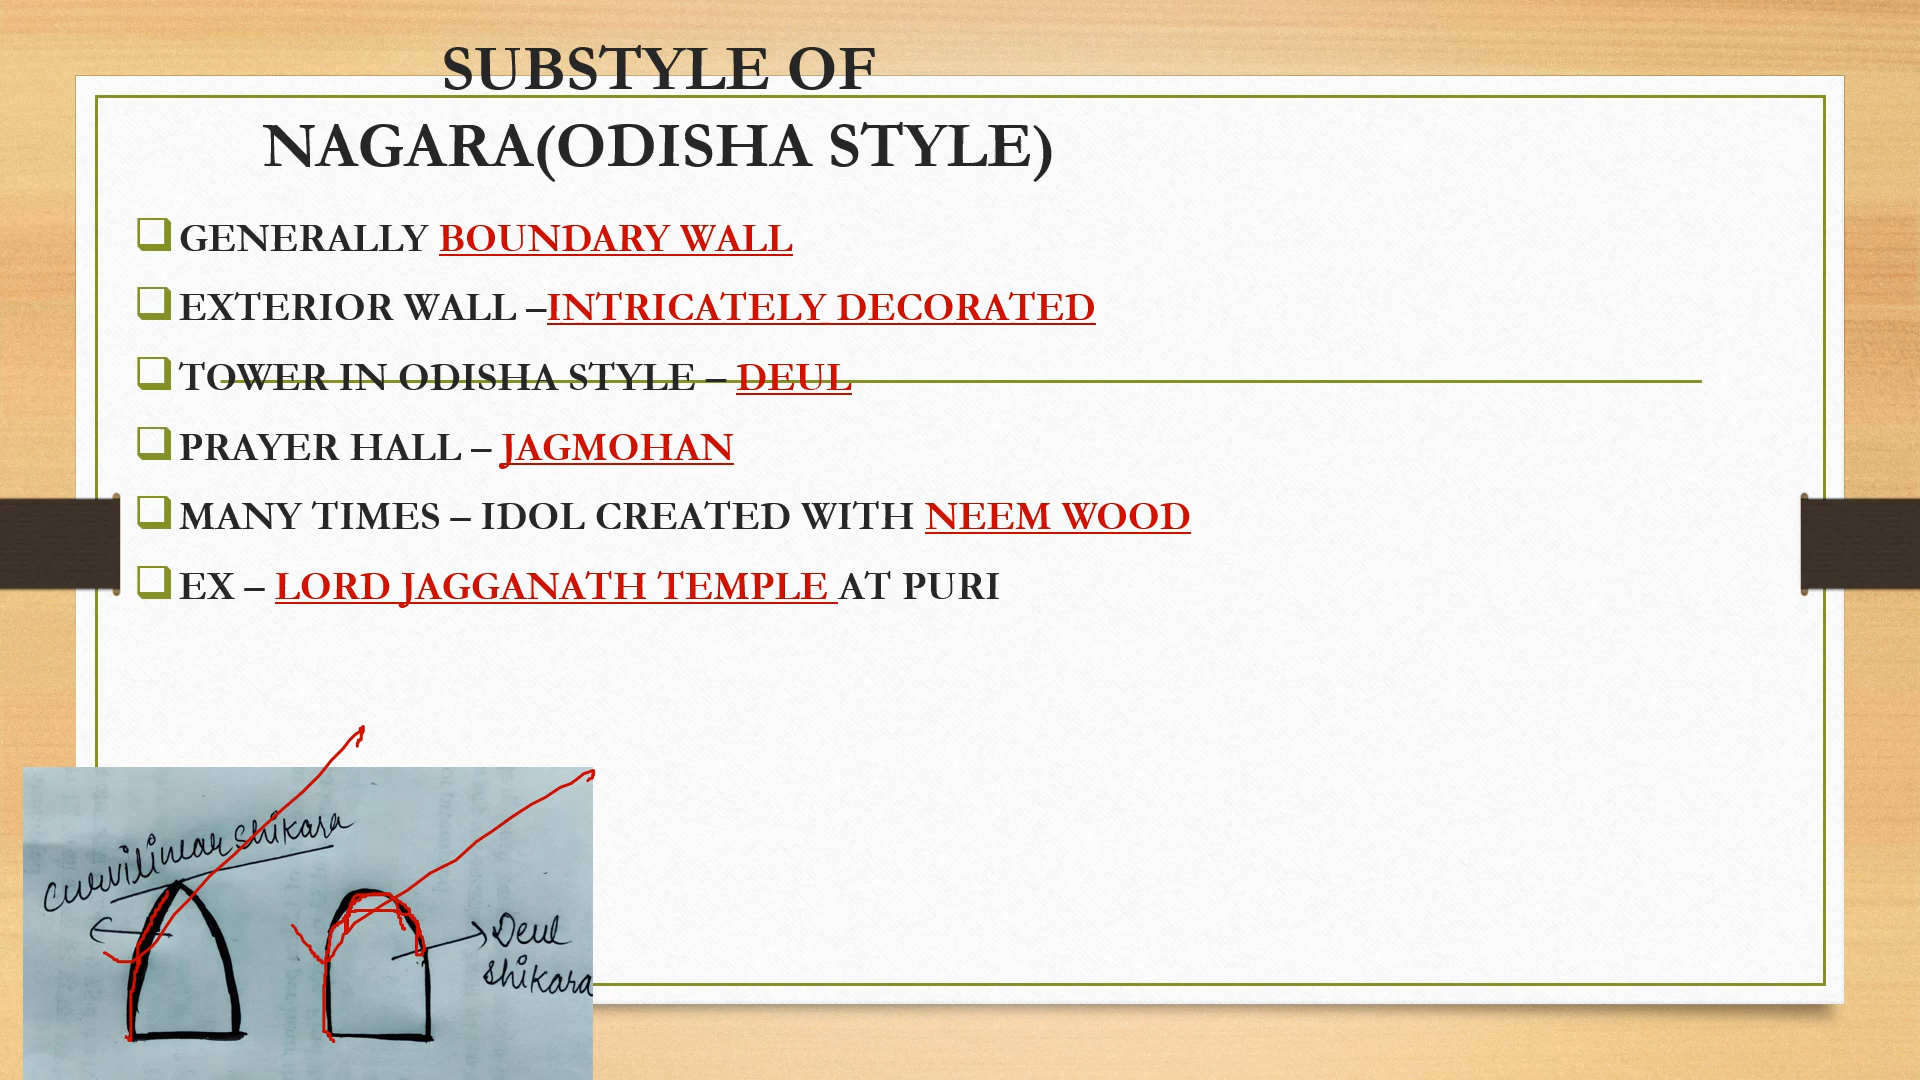 SUBSTYLE OF
NAGARA(ODISHA STYLE)
GENERALLY BOUNDARY WALL
EXTERIOR WALL –INTRICATELY DECORATED
TOWER IN ODISHA STYLE – DEUL
PRAYER HALL – JAGMOHAN
MANY TIMES – IDOL CREATED WITH NEEM WOOD
EX – LORD JAGGANATH TEMPLE AT PURI
Curvilinear shikara
Deul
shikara